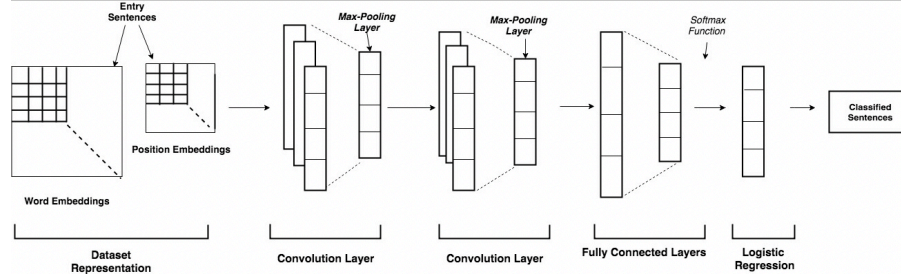 Entry
Sentences
Max-Pooling
Layer
Max-Pooling
Layer
Softmax
Function
Position Embeddings
Word Embeddings
Classified
Sentences
Dataset
Representation
Convolution Layer
Convolution Layer
Fully Connected Layers
Logistic
Regression